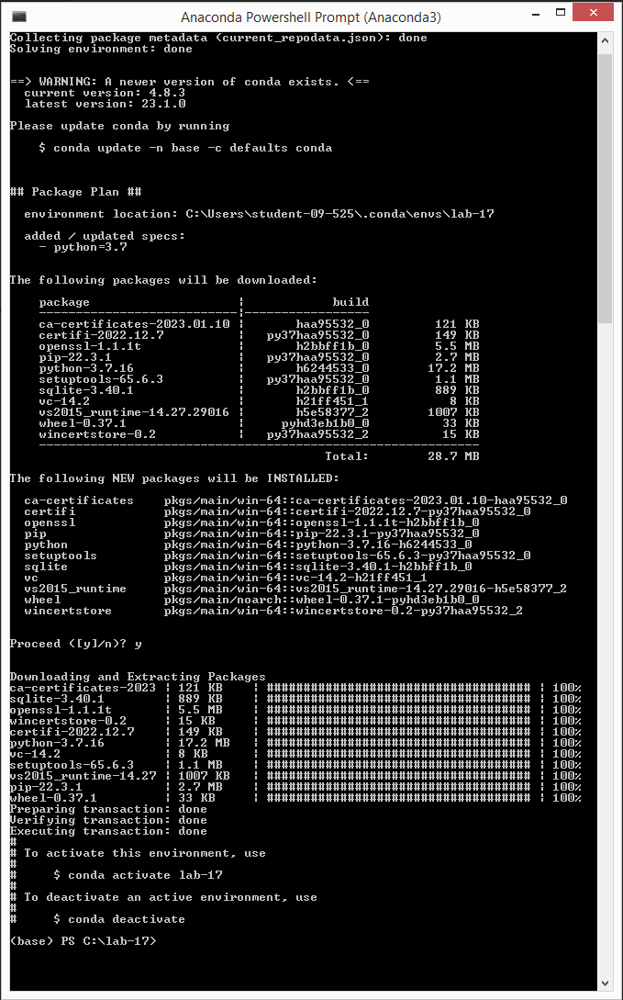 Anaconda Powershell Prompt (Anaconda3)
Collecting package metadata (current_repodata.json): done
Solving environment: done
==> WARNING: A newer version of conda exists. <==
  current version: 4.8.3
  latest version: 23.1.0
Please update conda by running
    $ conda update -n base -c defaults conda
## Package Plan ##
  environment location: C:\Users\student-09-525\.conda\envs\lab-17
  added / updated specs:
    - python=3.7
The following packages will be downloaded:
    package                    |            build
    ---------------------------|-----------------
    ca-certificates-2023.01.10 |       haa95532_0         121 KB
    certifi-2022.12.7          |   py37haa95532_0         149 KB
    openssl-1.1.1t             |       h2bbff1b_0         5.5 MB
    pip-22.3.1                 |   py37haa95532_0         2.7 MB
    python-3.7.16              |       h6244533_0        17.2 MB
    setuptools-65.6.3          |   py37haa95532_0         1.1 MB
    sqlite-3.40.1              |       h2bbff1b_0         889 KB
    vc-14.2                    |       h21ff451_1           8 KB
    vs2015_runtime-14.27.29016 |       h5e58377_2        1007 KB
    wheel-0.37.1               |     pyhd3eb1b0_0          33 KB
    wincertstore-0.2           |   py37haa95532_2          15 KB
    ------------------------------------------------------------
                                           Total:        28.7 MB
The following NEW packages will be INSTALLED:
  ca-certificates    pkgs/main/win-64::ca-certificates-2023.01.10-haa95532_0
  certifi            pkgs/main/win-64::certifi-2022.12.7-py37haa95532_0
  openssl            pkgs/main/win-64::openssl-1.1.1t-h2bbff1b_0
  pip                pkgs/main/win-64::pip-22.3.1-py37haa95532_0
  python             pkgs/main/win-64::python-3.7.16-h6244533_0
  setuptools         pkgs/main/win-64::setuptools-65.6.3-py37haa95532_0
  sqlite             pkgs/main/win-64::sqlite-3.40.1-h2bbff1b_0
  vc                 pkgs/main/win-64::vc-14.2-h21ff451_1
  vs2015_runtime     pkgs/main/win-64::vs2015_runtime-14.27.29016-h5e58377_2
  wheel              pkgs/main/noarch::wheel-0.37.1-pyhd3eb1b0_0
  wincertstore       pkgs/main/win-64::wincertstore-0.2-py37haa95532_2
Proceed ([y]/n)? y
Downloading and Extracting Packages
ca-certificates-2023 | 121 KB    | #################################### | 100%
sqlite-3.40.1        | 889 KB    | #################################### | 100%
openssl-1.1.1t       | 5.5 MB    | #################################### | 100%
wincertstore-0.2     | 15 KB     | #################################### | 100%
certifi-2022.12.7    | 149 KB    | #################################### | 100%
python-3.7.16        | 17.2 MB   | #################################### | 100%
vc-14.2              | 8 KB      | #################################### | 100%
setuptools-65.6.3    | 1.1 MB    | #################################### | 100%
vs2015_runtime-14.27 | 1007 KB   | #################################### | 100%
pip-22.3.1           | 2.7 MB    | #################################### | 100%
wheel-0.37.1         | 33 KB     | #################################### | 100%
Preparing transaction: done
Verifying transaction: done
Executing transaction: done
#
# To activate this environment, use
#
#     $ conda activate lab-17
#
# To deactivate an active environment, use
#
#     $ conda deactivate
(base) PS C:\lab-17>